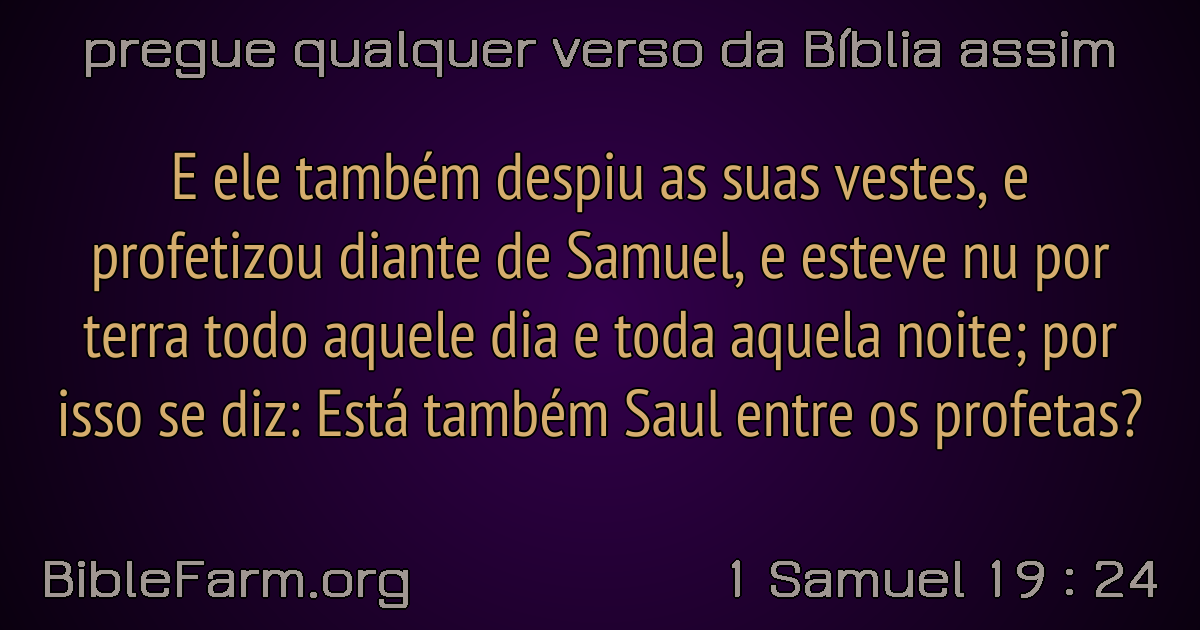 pregue qualquer verso da Bíblia assim
E ele também despiu as suas vestes, e
profetizou diante de Samuel, e esteve nu por
terra todo aquele dia e toda aquela noite; por
isso se diz: Está também Saul entre os profetas?
BibleFarm.org
1 Samuel 19 : 24